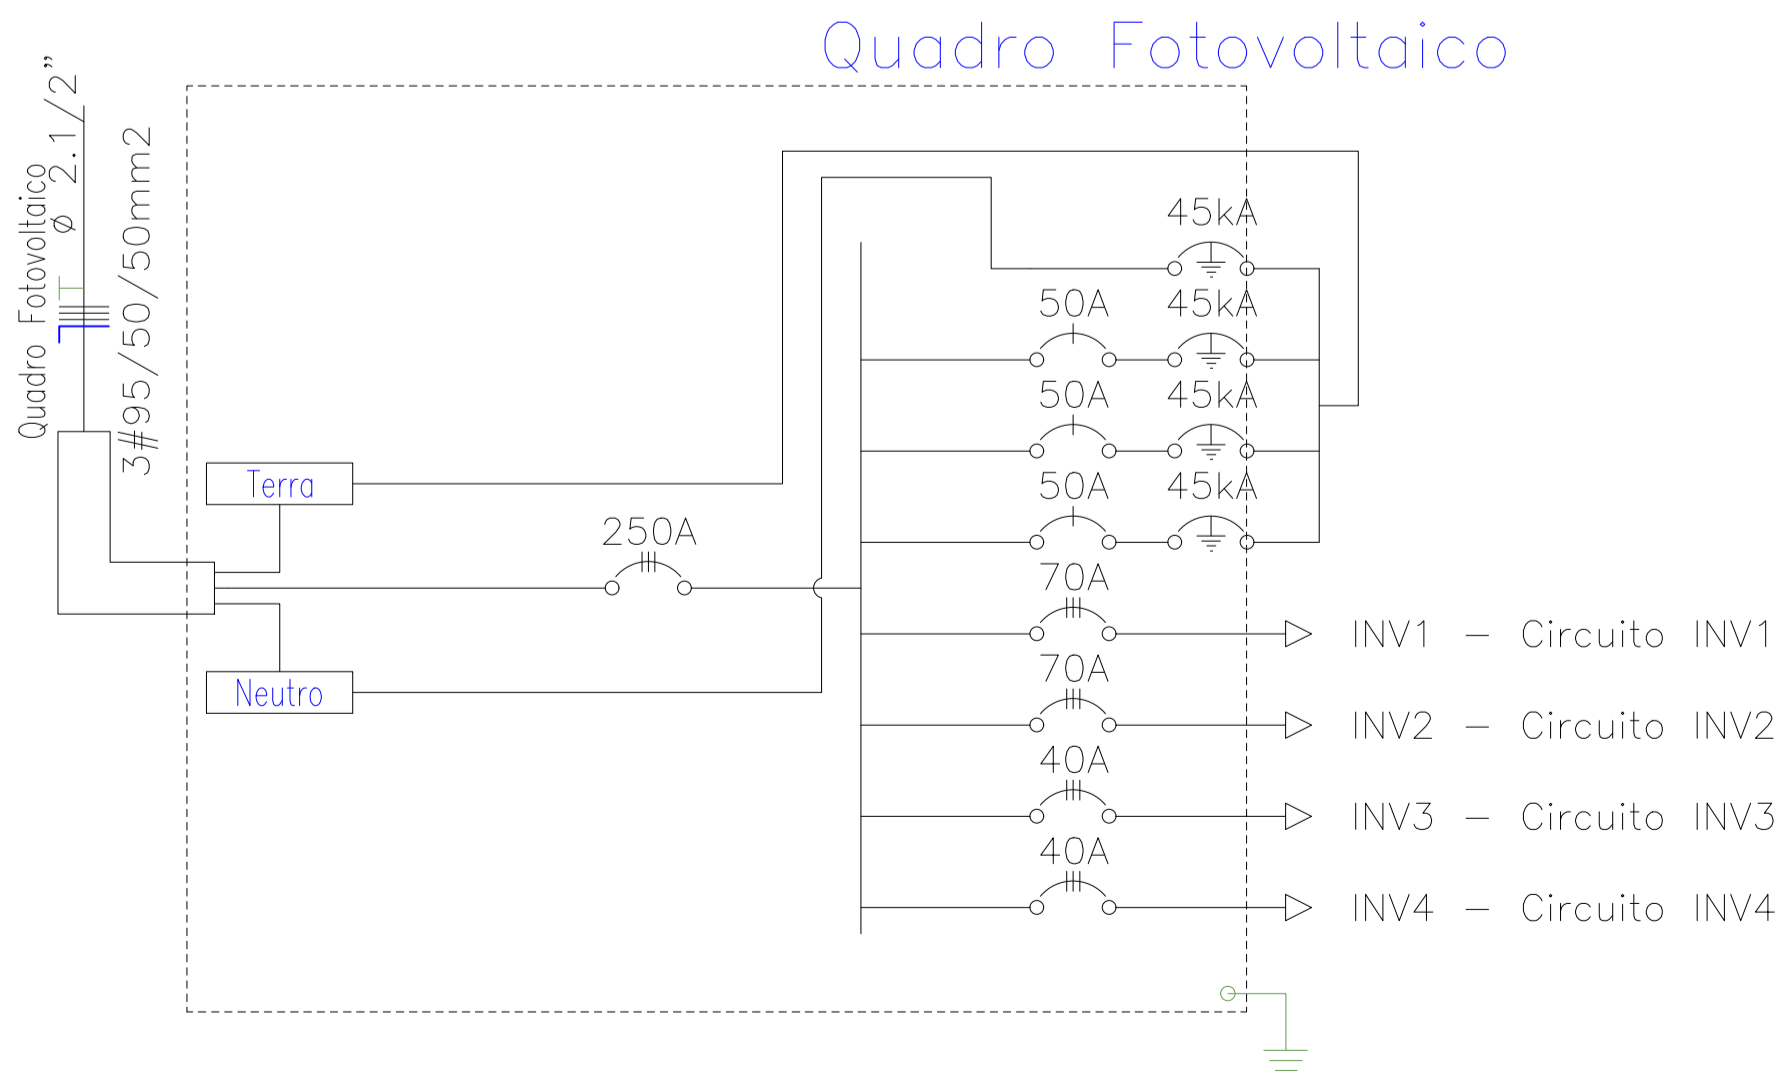 Quadro Fotovoltaico
Quadro Fotovoltaico
ø 2.1/2”
3#95/50/50mm2
45kA
50A 45kA
50A 45kA
50A 45kA
Terra
250A
Neutro
70A
INV1 – Circuito INV1
70A
INV2 – Circuito INV2
40A
INV3 – Circuito INV3
40A
INV4 – Circuito INV4